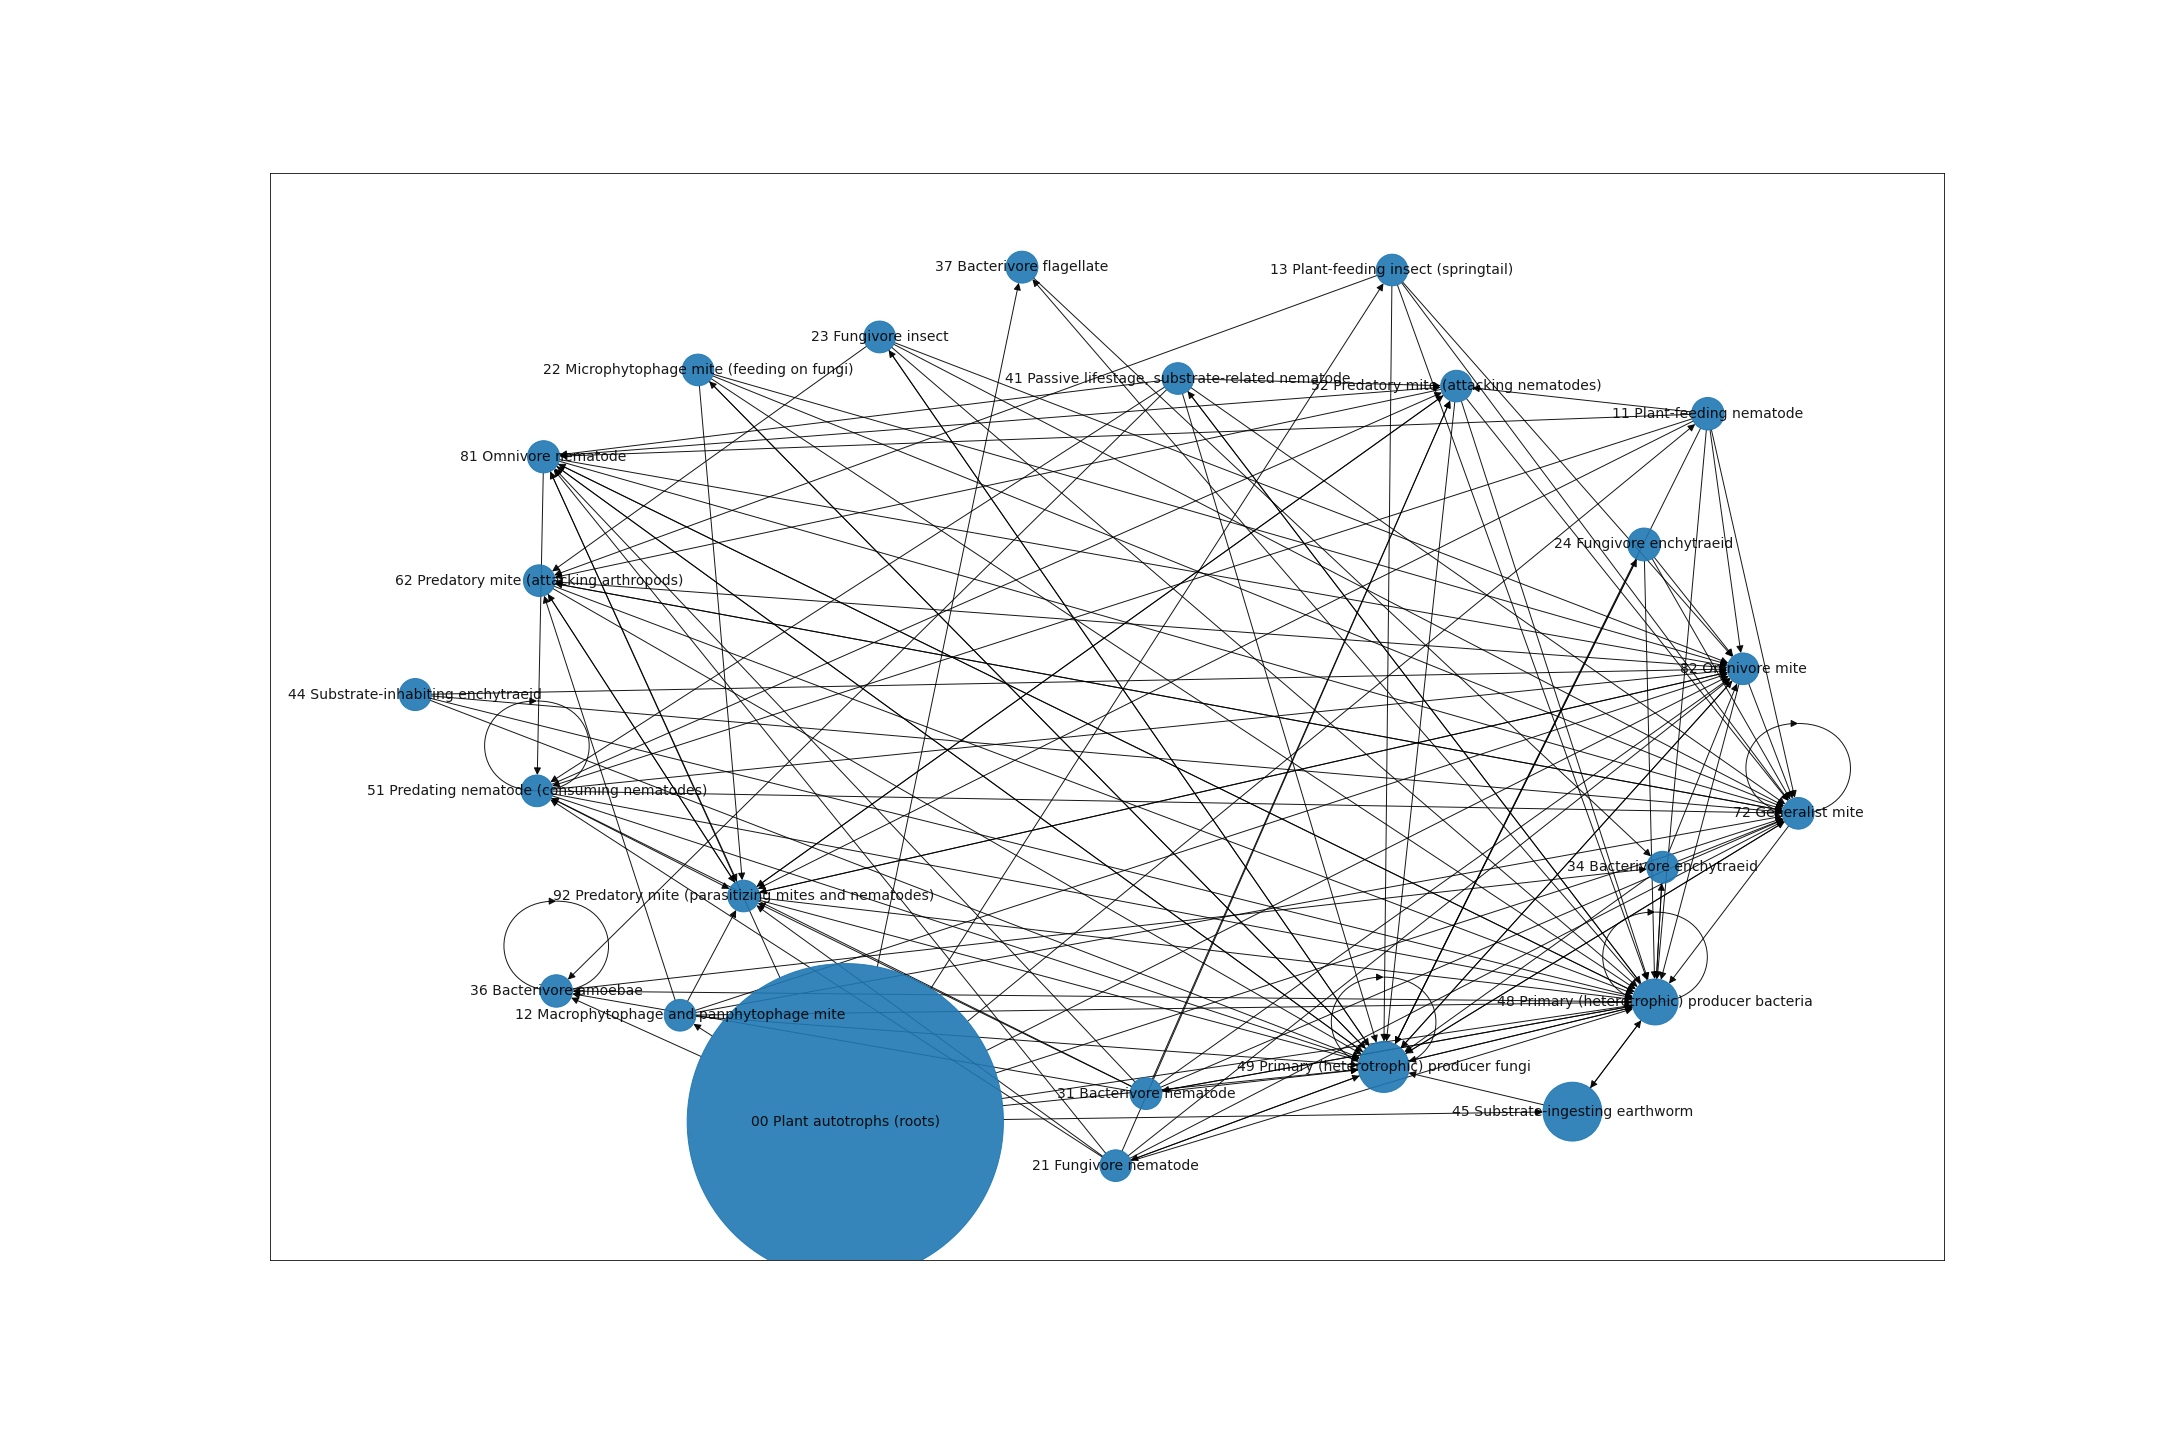 37 Bacterivore flagellate
13 Plant-feeding insect (springtail)
23 Fungivore insect
22 Microphytophage mite (feeding on fungi)
41 Passive lifestage, substrate-related nematode
52 Predatory mite (attacking nematodes)
11 Plant-feeding nematode
81 Omnivore nematode
24 Fungivore enchytraeid
62 Predatory mite (attacking arthropods)
82 Omnivore mite
44 Substrate-inhabiting enchytraeid
51 Predating nematode (consuming nematodes)
72 Generalist mite
34 Bacterivore enchytraeid
92 Predatory mite (parasitizing mites and nematodes)
36 Bacterivore amoebae
48 Primary (heterotrophic) producer bacteria
12 Macrophytophage and panphytophage mite
49 Primary (heterotrophic) producer fungi
31 Bacterivore nematode
45 Substrate-ingesting earthworm
00 Plant autotrophs (roots)
21 Fungivore nematode